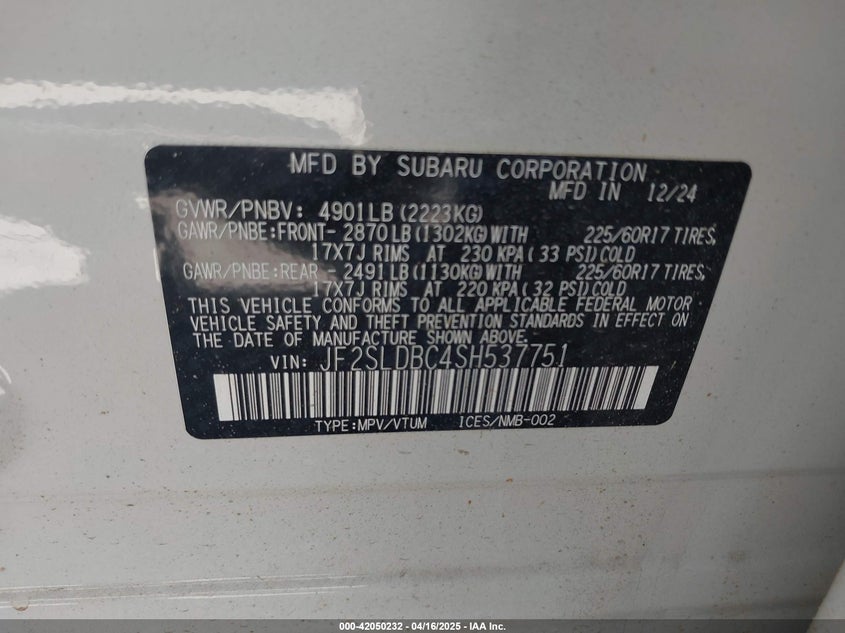 MFD BY SUBARU CORPORATION
MFD IN 12/24
GVWR/PNBV: 4901LB (2223KG)
GAWR/PNBE:FRONT- 2870LB (1302KG) WITH 225/60R17 TIRES,
17X7J RIMS AT 230 KPA (33 PSI) COLD
GAWR/PNBE:REAR - 2491LB (1130KG) WITH 225/60R17 TIRES,
17X7J RIMS AT 220 KPA (32 PSI) COLD
THIS VEHICLE CONFORMS TO ALL APPLICABLE FEDERAL MOTOR
VEHICLE SAFETY AND THEFT PREVENTION STANDARDS IN EFFECT ON
THE DATE OF MANUFACTURE SHOWN ABOVE.
VIN: JF2SLDBC4SH537751
TYPE:MPV/VTUM ICES/NMB-002
000-42050232 - 04/16/2025 - IAA Inc.